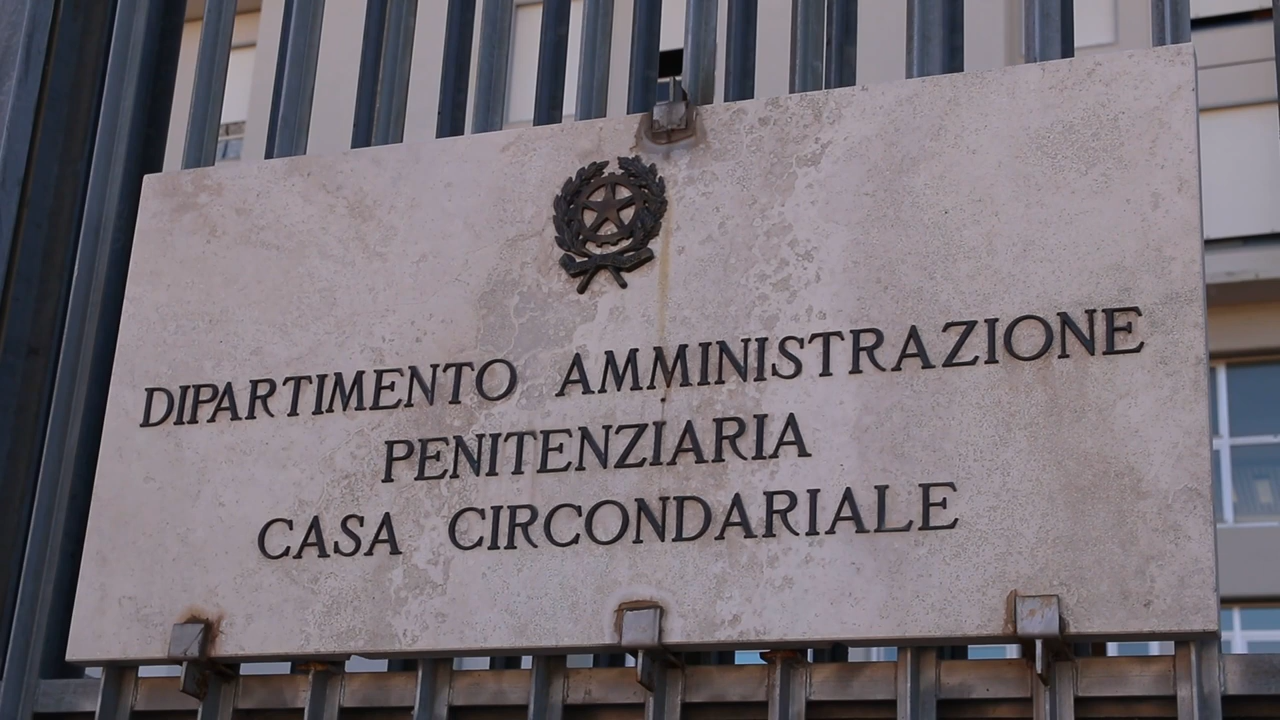 DIPARTIMENTO AMMINISTRAZIONE
PENITENZIARIA
CASA CIRCONDARIALE